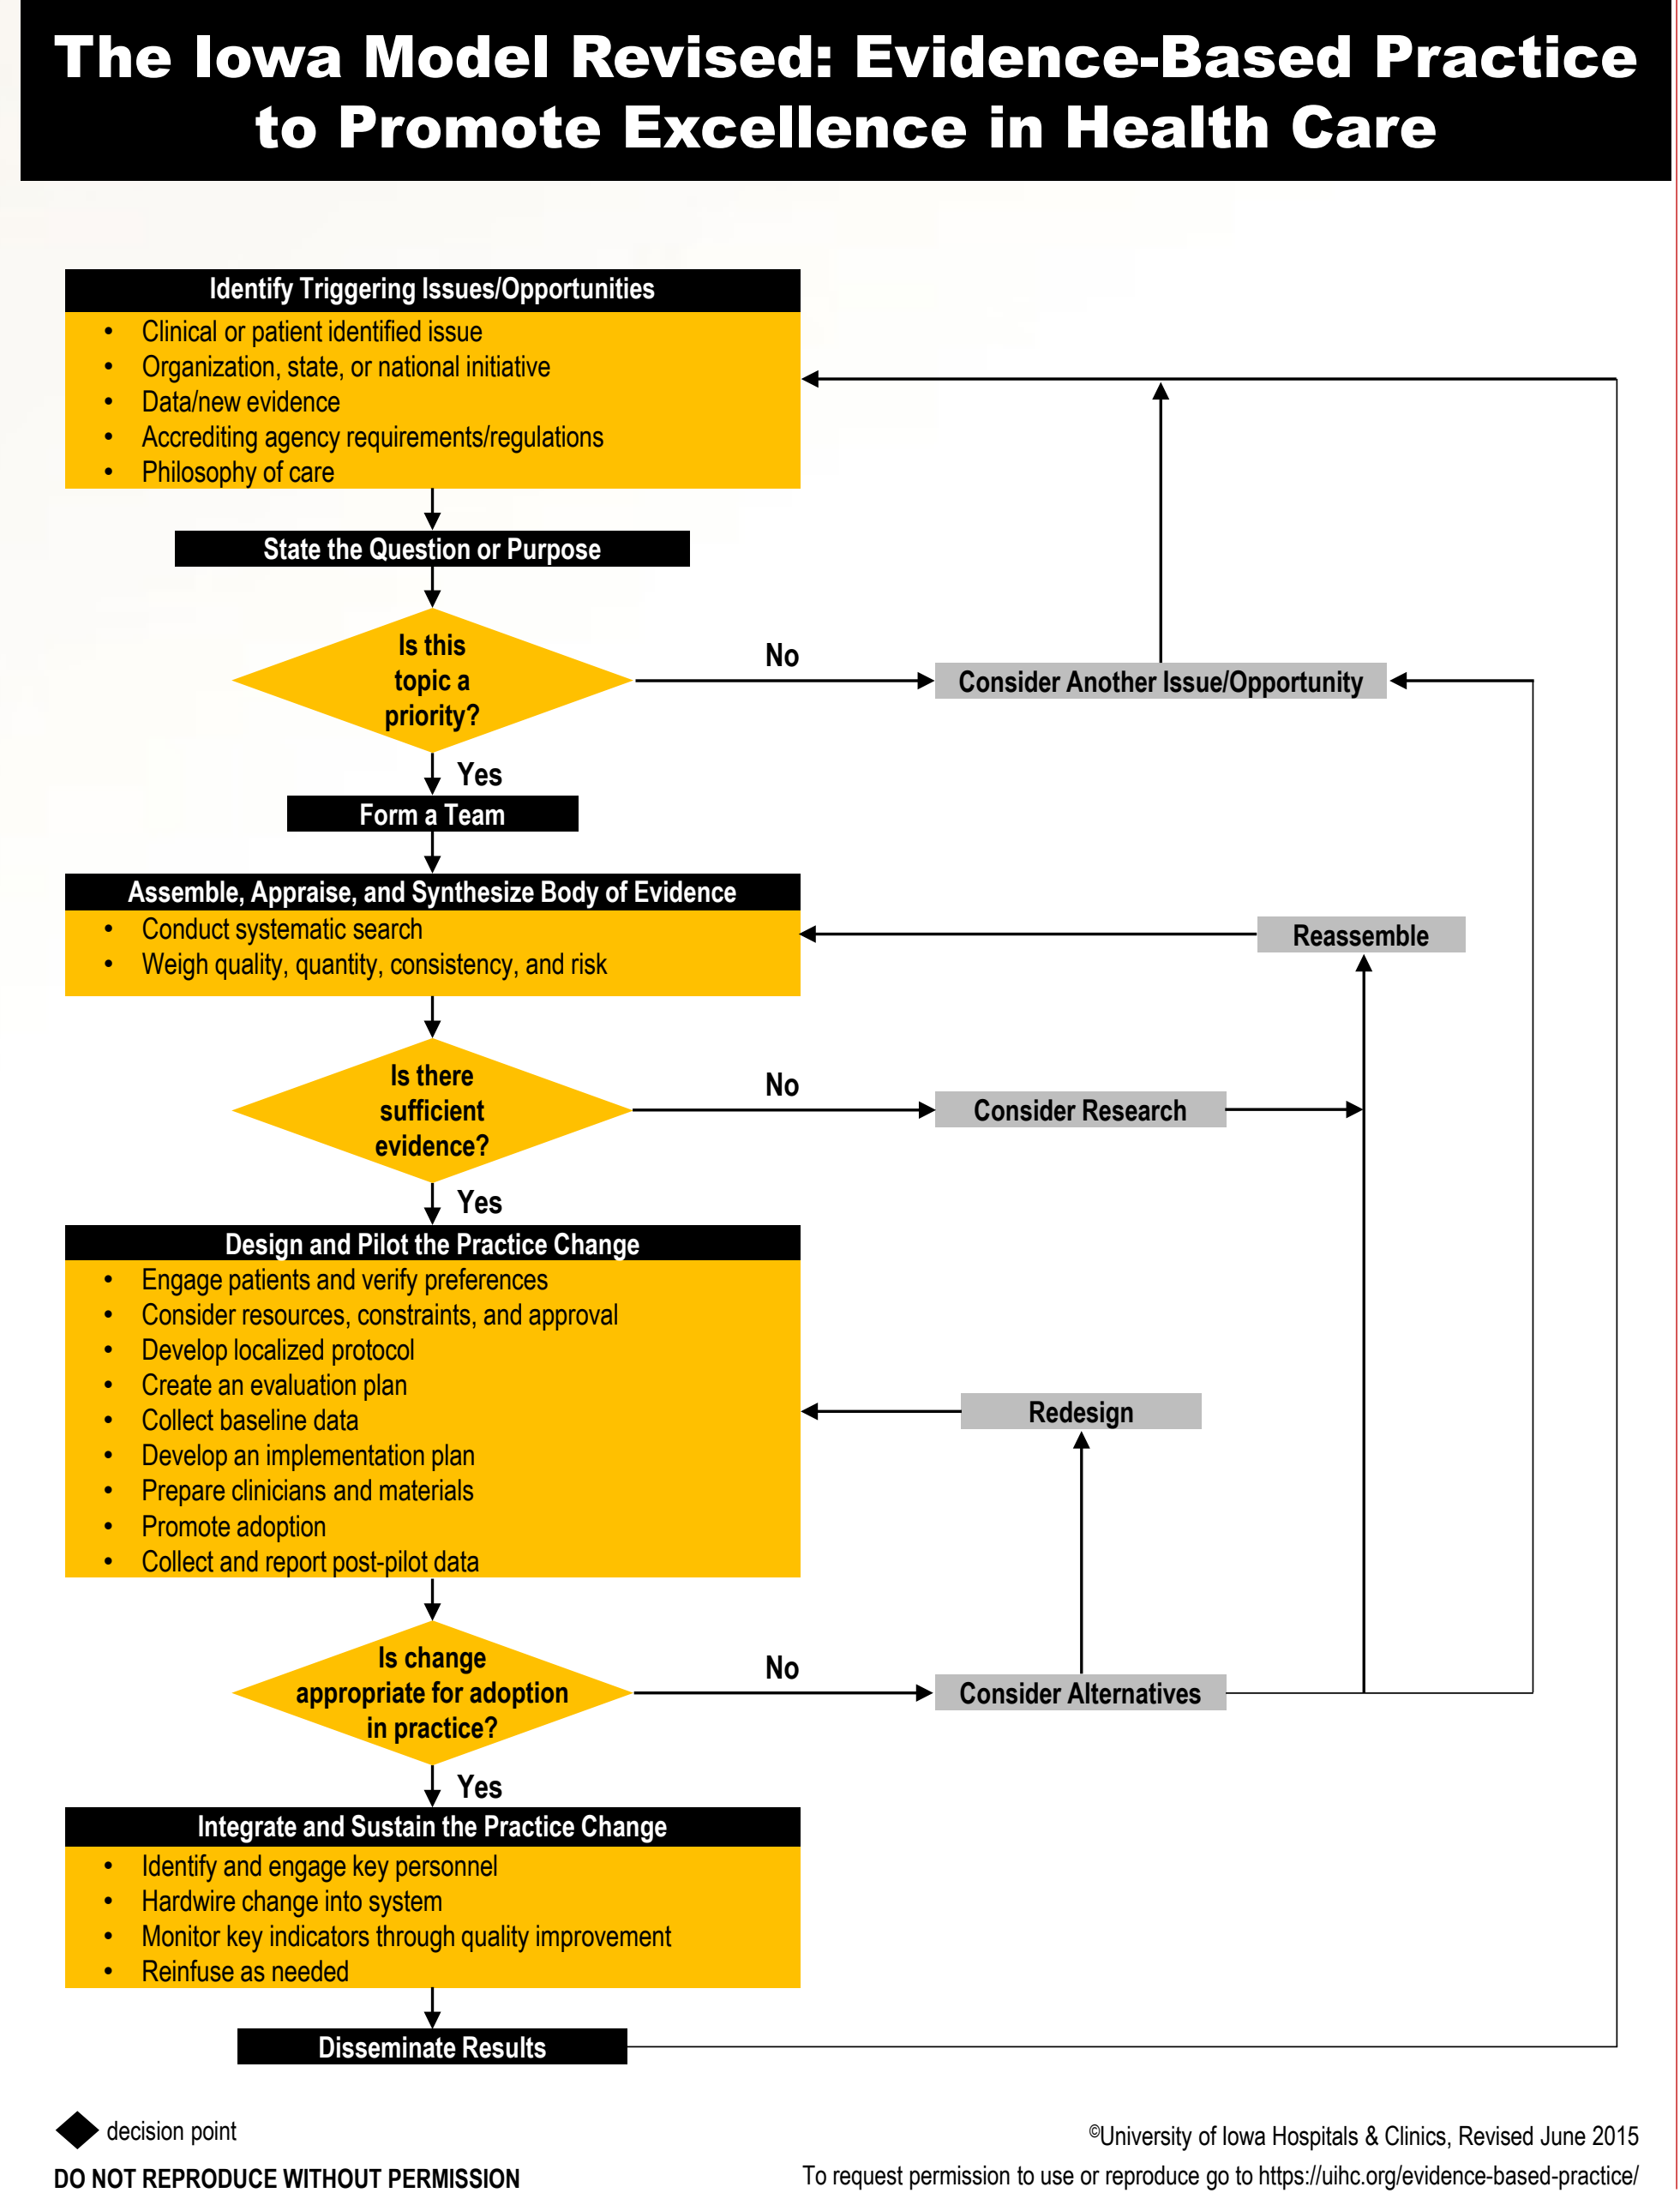 The Iowa Model Revised: Evidence-Based Practice
to Promote Excellence in Health Care
Identify Triggering Issues/Opportunities
• Clinical or patient identified issue
• Organization, state, or national initiative
• Data/new evidence
• Accrediting agency requirements/regulations
• Philosophy of care
State the Question or Purpose
Is this
topic a
priority?
No
Consider Another Issue/Opportunity
Yes
Form a Team
Assemble, Appraise, and Synthesize Body of Evidence
• Conduct systematic search
• Weigh quality, quantity, consistency, and risk
Reassemble
Is there
sufficient
evidence?
No
Consider Research
Yes
Design and Pilot the Practice Change
• Engage patients and verify preferences
• Consider resources, constraints, and approval
• Develop localized protocol
• Create an evaluation plan
• Collect baseline data
• Develop an implementation plan
• Prepare clinicians and materials
• Promote adoption
• Collect and report post-pilot data
Redesign
Is change
appropriate for adoption
in practice?
No
Consider Alternatives
Yes
Integrate and Sustain the Practice Change
• Identify and engage key personnel
• Hardwire change into system
• Monitor key indicators through quality improvement
• Reinfuse as needed
Disseminate Results
decision point
©University of Iowa Hospitals & Clinics, Revised June 2015
DO NOT REPRODUCE WITHOUT PERMISSION
To request permission to use or reproduce go to https://uihc.org/evidence-based-practice/